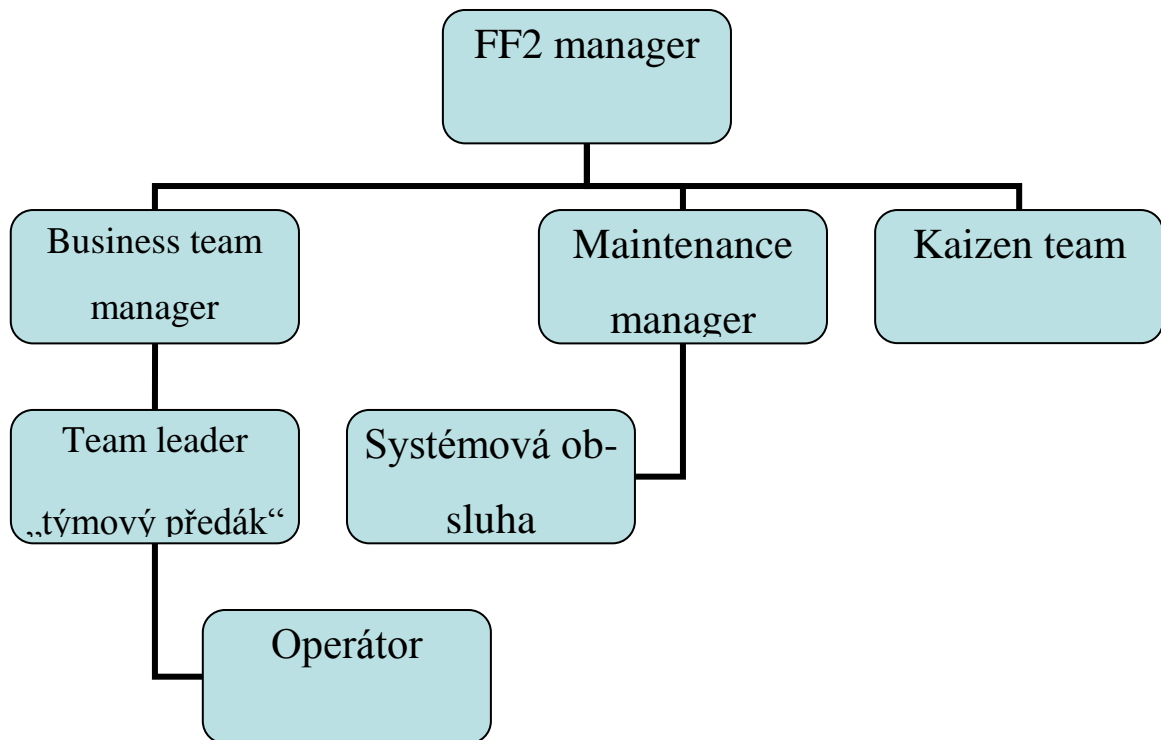 FF2 manager
Business team
manager
Maintenance
manager
Kaizen team
Team leader
„týmový předák“
Systémová ob-
sluha
Operátor